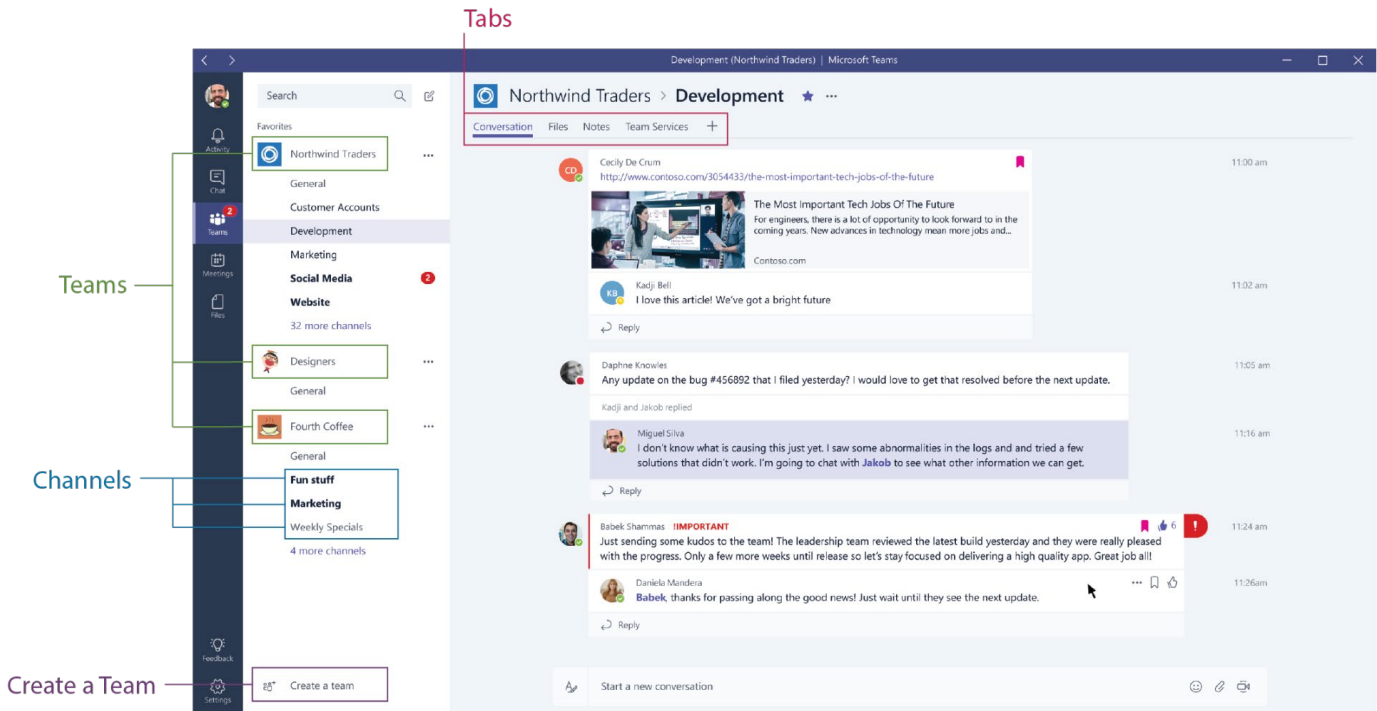 Tabs
Development (Northwind Traders) | Microsoft Teams
Search
Northwind Traders > Development
Favorites
Conversation Files Notes Team Services +
Activity
Chat
2
Teams
Meetings
Files
Teams
Northwind Traders
General
Customer Accounts
Development
Marketing
Social Media 2
Website
32 more channels
Designers
General
Fourth Coffee
General
Channels
Fun stuff
Marketing
Weekly Specials
4 more channels
CD
Cecily De Crum 11:00 am
http://www.contoso.com/3054433/the-most-important-tech-jobs-of-the-future
The Most Important Tech Jobs Of The Future
For engineers, there is a lot of opportunity to look forward to in the
coming years. New advances in technology mean more jobs and...
Contoso.com
KB
Kadji Bell 11:02 am
I love this article! We've got a bright future
Reply
Daphne Knowles 11:05 am
Any update on the bug #456892 that I filed yesterday? I would love to get that resolved before the next update.
Kadji and Jakob replied
Miguel Silva 11:16 am
I don't know what is causing this just yet. I saw some abnormalities in the logs and and tried a few
solutions that didn't work. I'm going to chat with Jakob to see what other information we can get.
Reply
Babek Shammas !IMPORTANT 6 ! 11:24 am
Just sending some kudos to the team! The leadership team reviewed the latest build yesterday and they were really pleased
with the progress. Only a few more weeks until release so let's stay focused on delivering a high quality app. Great job all!
Daniela Mandera 11:26am
Babek, thanks for passing along the good news! Just wait until they see the next update.
Reply
Feedback
Settings
Create a Team
Create a team
Start a new conversation